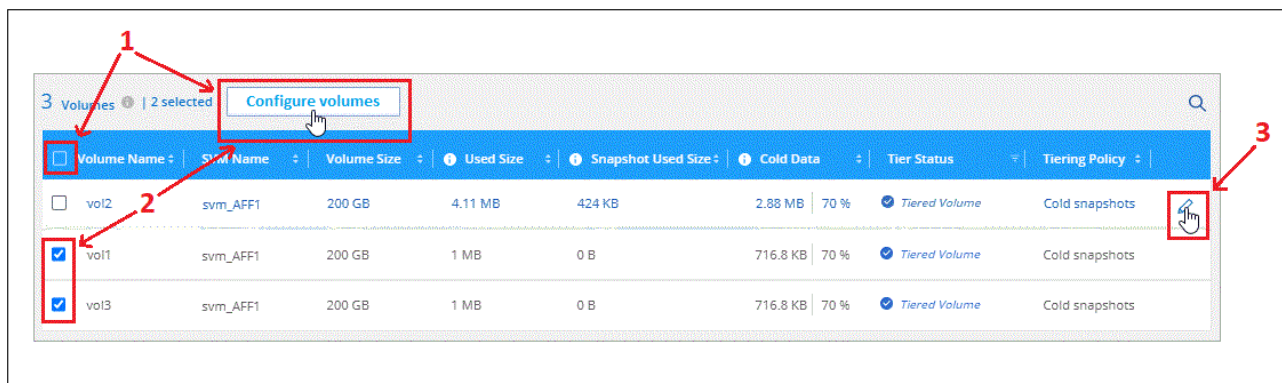 1
3 Volumes | 2 selected Configure volumes
3
Volume Name SVM Name Volume Size Used Size Snapshot Used Size Cold Data Tier Status Tiering Policy
vol2 svm_AFF1 200 GB 4.11 MB 424 KB 2.88 MB 70 % Tiered Volume Cold snapshots
2
vol1 svm_AFF1 200 GB 1 MB 0 B 716.8 KB 70 % Tiered Volume Cold snapshots
vol3 svm_AFF1 200 GB 1 MB 0 B 716.8 KB 70 % Tiered Volume Cold snapshots